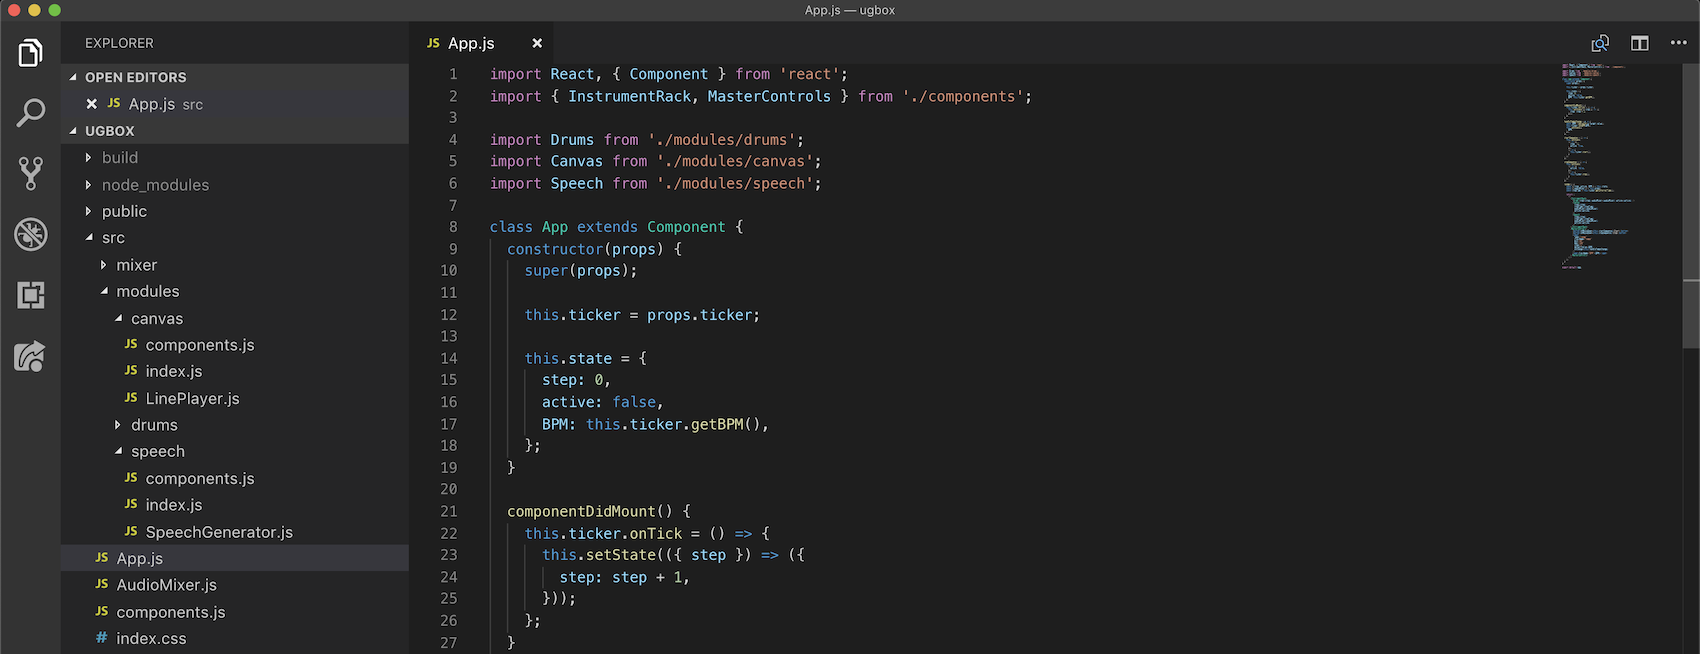 App.js — ugbox
EXPLORER
OPEN EDITORS
JS App.js src
UGBOX
build
node_modules
public
src
mixer
modules
canvas
JS components.js
JS index.js
JS LinePlayer.js
drums
speech
JS components.js
JS index.js
JS SpeechGenerator.js
JS App.js
JS AudioMixer.js
JS components.js
# index.css
JS App.js
1 import React, { Component } from 'react';
2 import { InstrumentRack, MasterControls } from './components';
3
4 import Drums from './modules/drums';
5 import Canvas from './modules/canvas';
6 import Speech from './modules/speech';
7
8 class App extends Component {
9 constructor(props) {
10 super(props);
11
12 this.ticker = props.ticker;
13
14 this.state = {
15 step: 0,
16 active: false,
17 BPM: this.ticker.getBPM(),
18 };
19 }
20
21 componentDidMount() {
22 this.ticker.onTick = () => {
23 this.setState(({ step }) => ({
24 step: step + 1,
25 }));
26 };
27 }